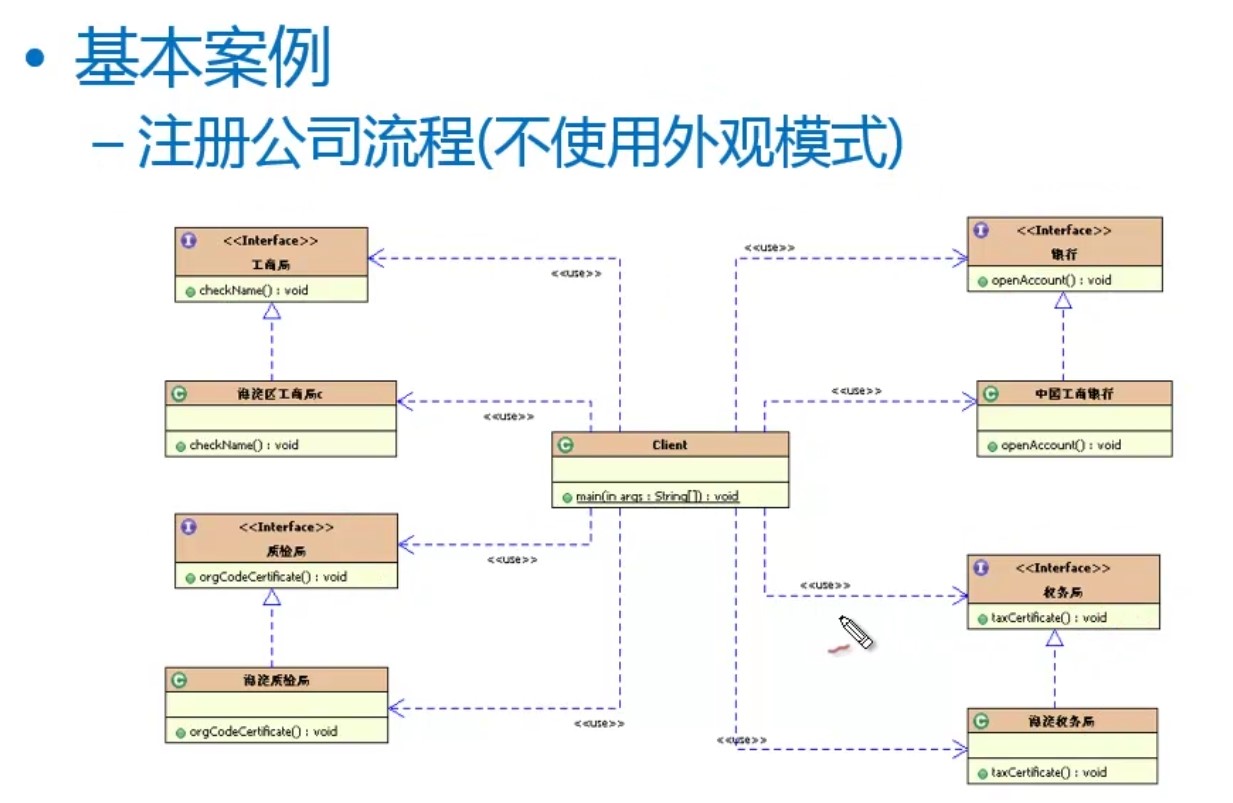 • 基本案例
– 注册公司流程(不使用外观模式)
<<Interface>>
工商局
checkName() : void
<<use>>
<<use>>
<<Interface>>
银行
openAccount() : void
海淀区工商局c
checkName() : void
<<use>>
<<use>>
中国工商银行
openAccount() : void
Client
main(in args : String[]) : void
<<Interface>>
质检局
orgCodeCertificate() : void
<<use>>
<<use>>
<<Interface>>
税务局
taxCertificate() : void
海淀质检局
orgCodeCertificate() : void
<<use>>
<<use>>
海淀税务局
taxCertificate() : void